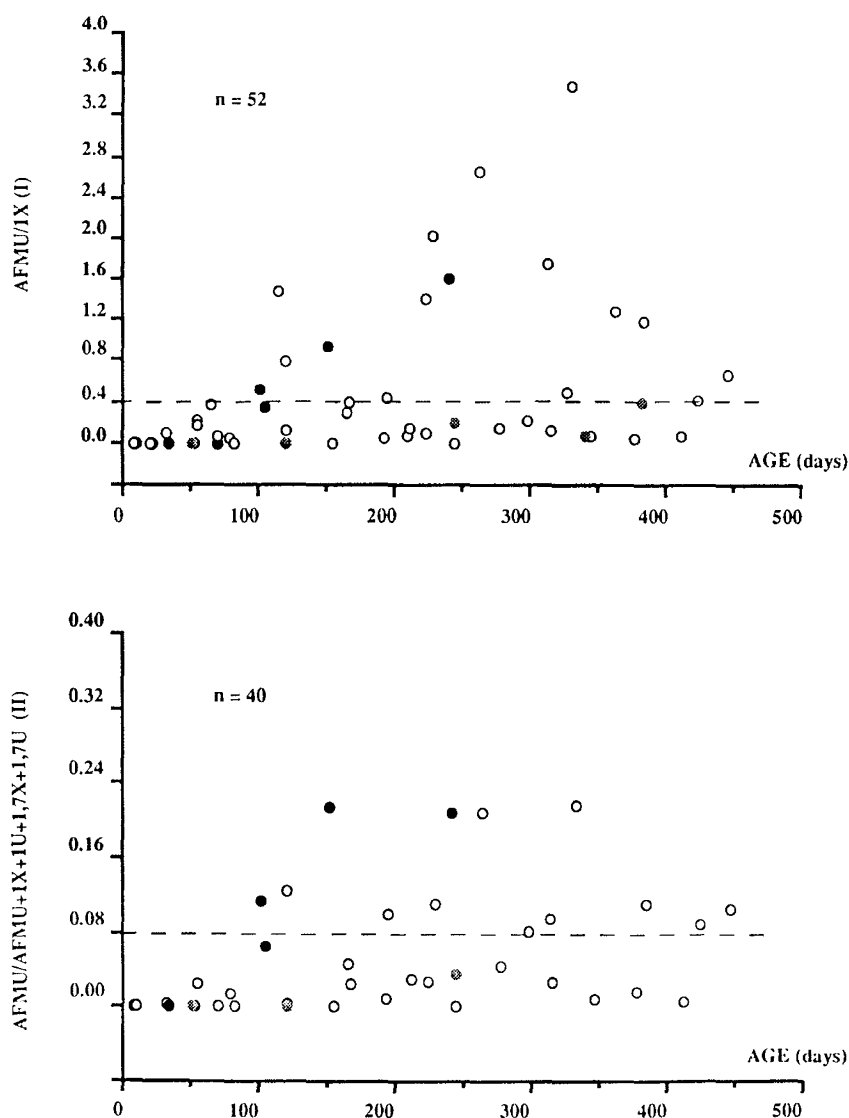 4.0
3.6
3.2
2.8
2.4
2.0
1.6
1.2
0.8
0.4
0.0
AFMU/1X (I)
n = 52
AGE (days)
0 100 200 300 400 500
0.40
0.32
0.24
0.16
0.08
0.00
AFMU/AFMU+1X+1U+1,7X+1,7U (II)
n = 40
AGE (days)
0 100 200 300 400 500